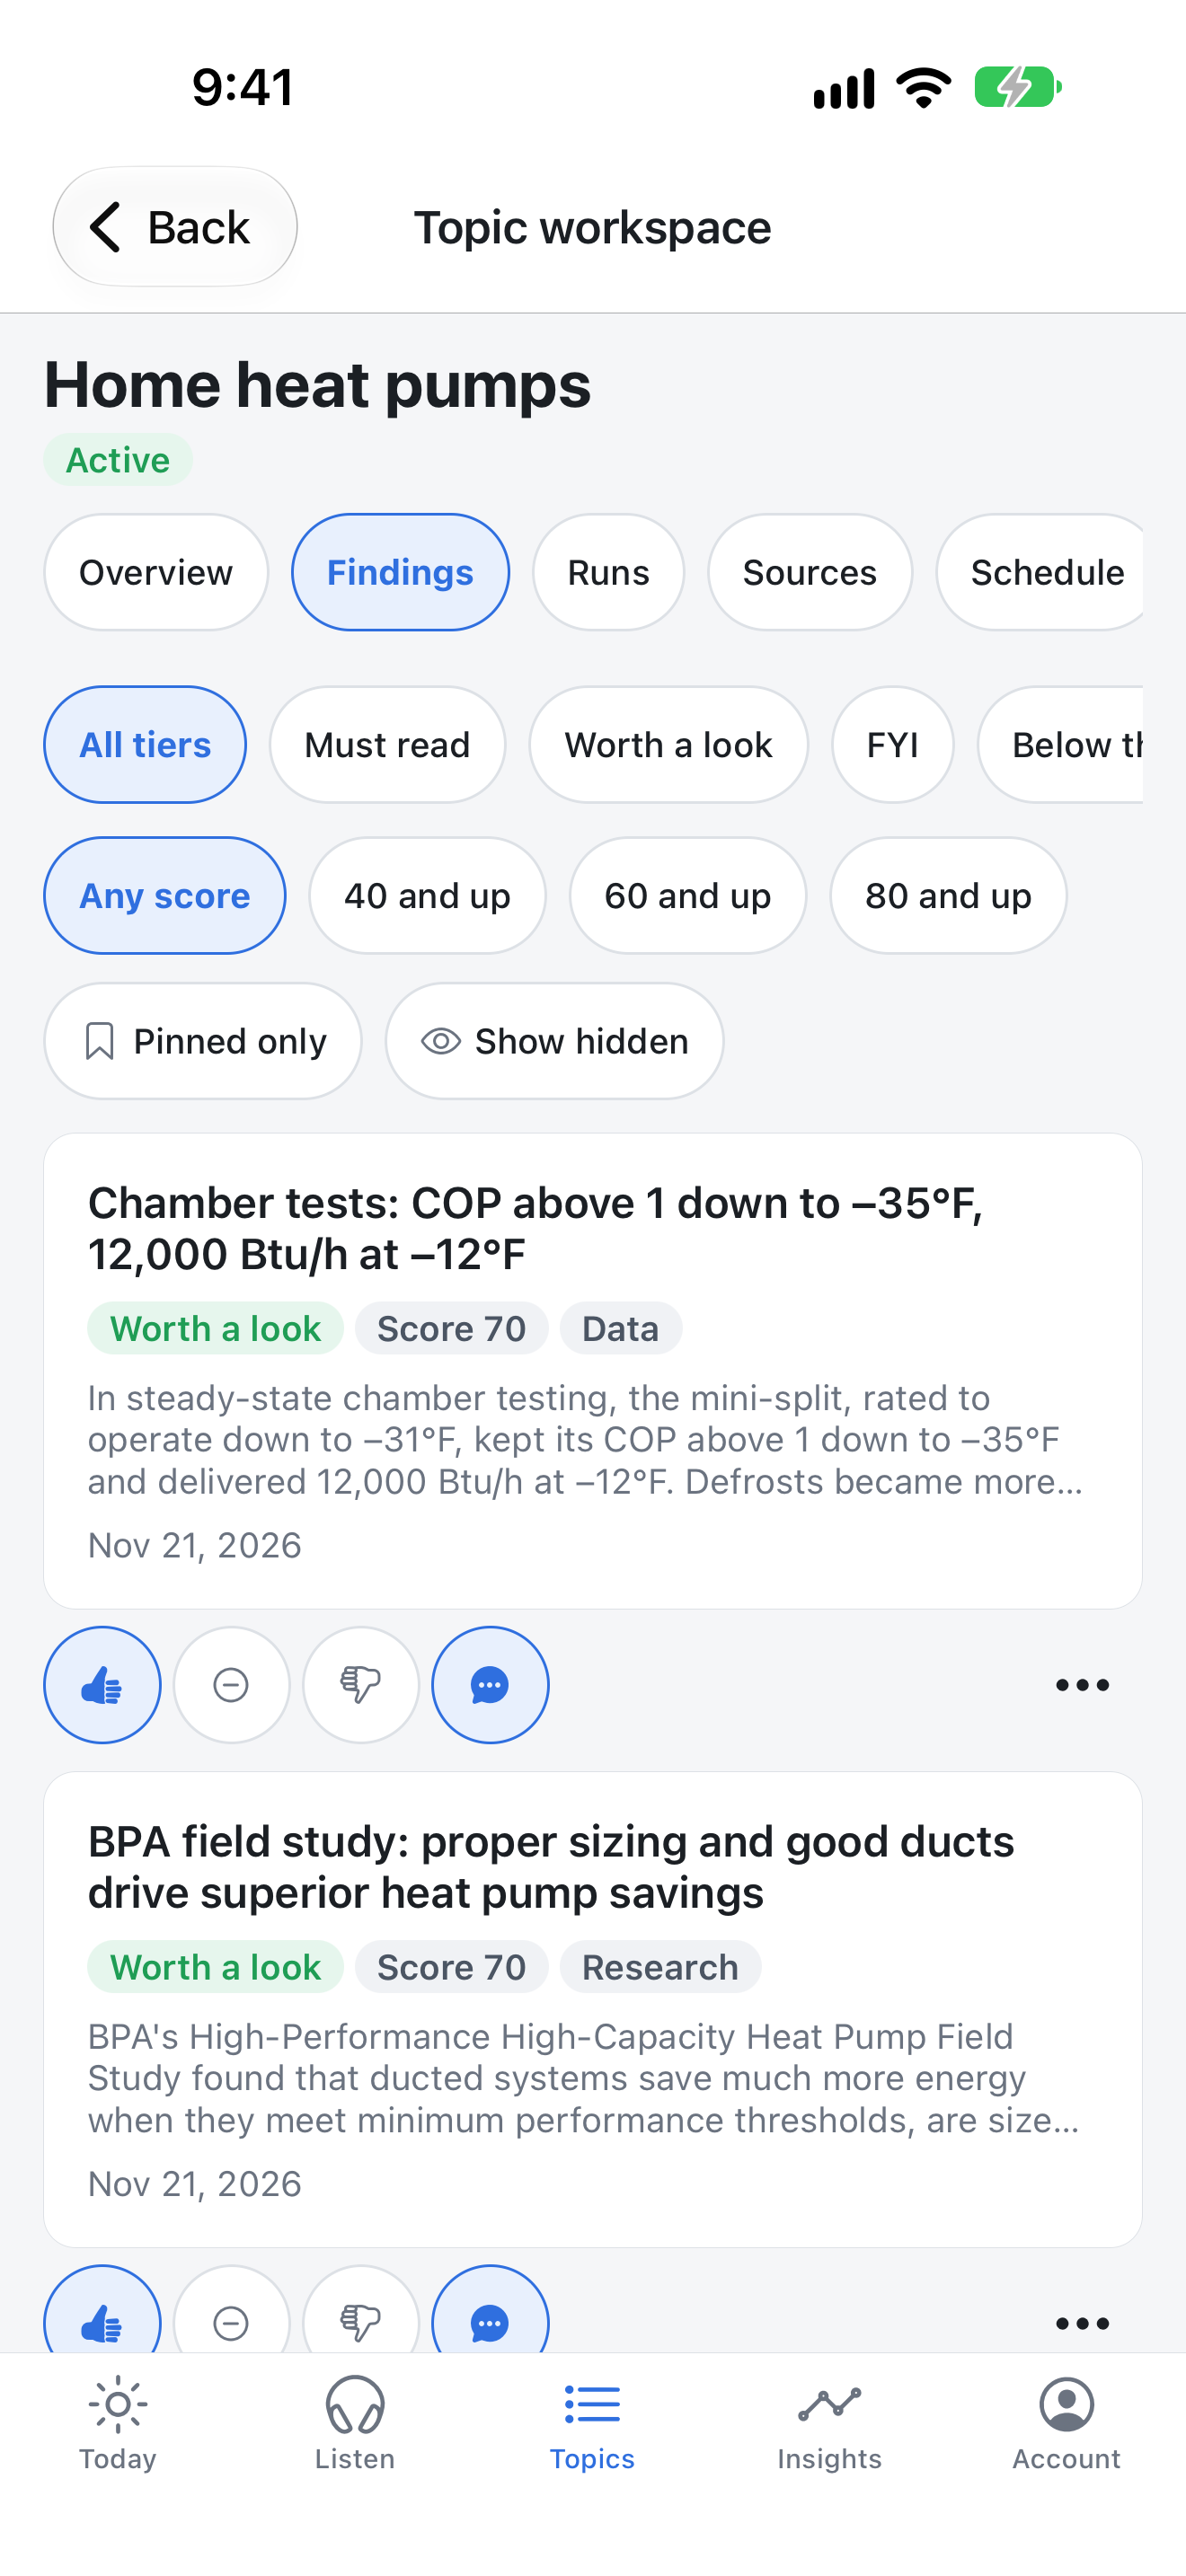 9:41
Back
Topic workspace
Home heat pumps
Active
Overview
Findings
Runs
Sources
Schedule
All tiers
Must read
Worth a look
FYI
Below th
Any score
40 and up
60 and up
80 and up
Pinned only
Show hidden
Chamber tests: COP above 1 down to −35°F,
12,000 Btu/h at −12°F
Worth a look
Score 70
Data
In steady-state chamber testing, the mini-split, rated to
operate down to −31°F, kept its COP above 1 down to −35°F
and delivered 12,000 Btu/h at −12°F. Defrosts became more...
Nov 21, 2026
BPA field study: proper sizing and good ducts
drive superior heat pump savings
Worth a look
Score 70
Research
BPA's High-Performance High-Capacity Heat Pump Field
Study found that ducted systems save much more energy
when they meet minimum performance thresholds, are size...
Nov 21, 2026
Today
Listen
Topics
Insights
Account